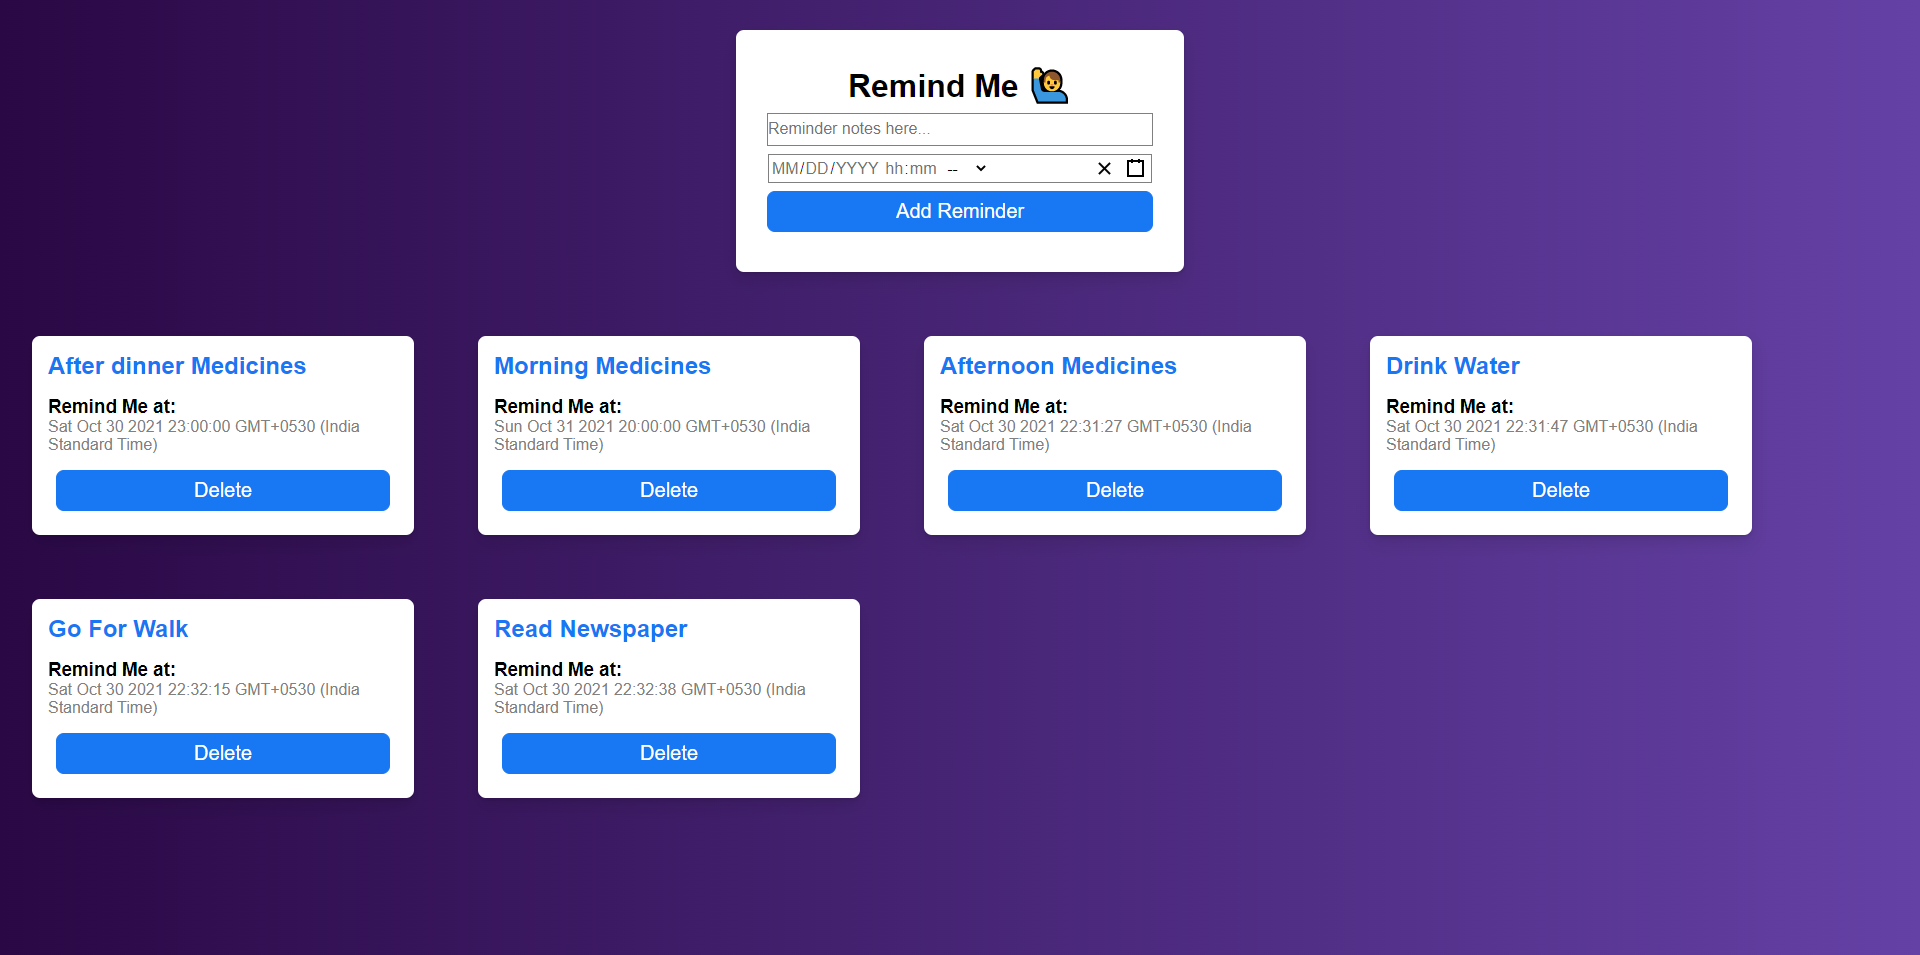 Remind Me 🙋‍♂️
Reminder notes here...
MM/DD/YYYY hh:mm --
Add Reminder
After dinner Medicines
Remind Me at:
Sat Oct 30 2021 23:00:00 GMT+0530 (India
Standard Time)
Delete
Morning Medicines
Remind Me at:
Sun Oct 31 2021 20:00:00 GMT+0530 (India
Standard Time)
Delete
Afternoon Medicines
Remind Me at:
Sat Oct 30 2021 22:31:27 GMT+0530 (India
Standard Time)
Delete
Drink Water
Remind Me at:
Sat Oct 30 2021 22:31:47 GMT+0530 (India
Standard Time)
Delete
Go For Walk
Remind Me at:
Sat Oct 30 2021 22:32:15 GMT+0530 (India
Standard Time)
Delete
Read Newspaper
Remind Me at:
Sat Oct 30 2021 22:32:38 GMT+0530 (India
Standard Time)
Delete